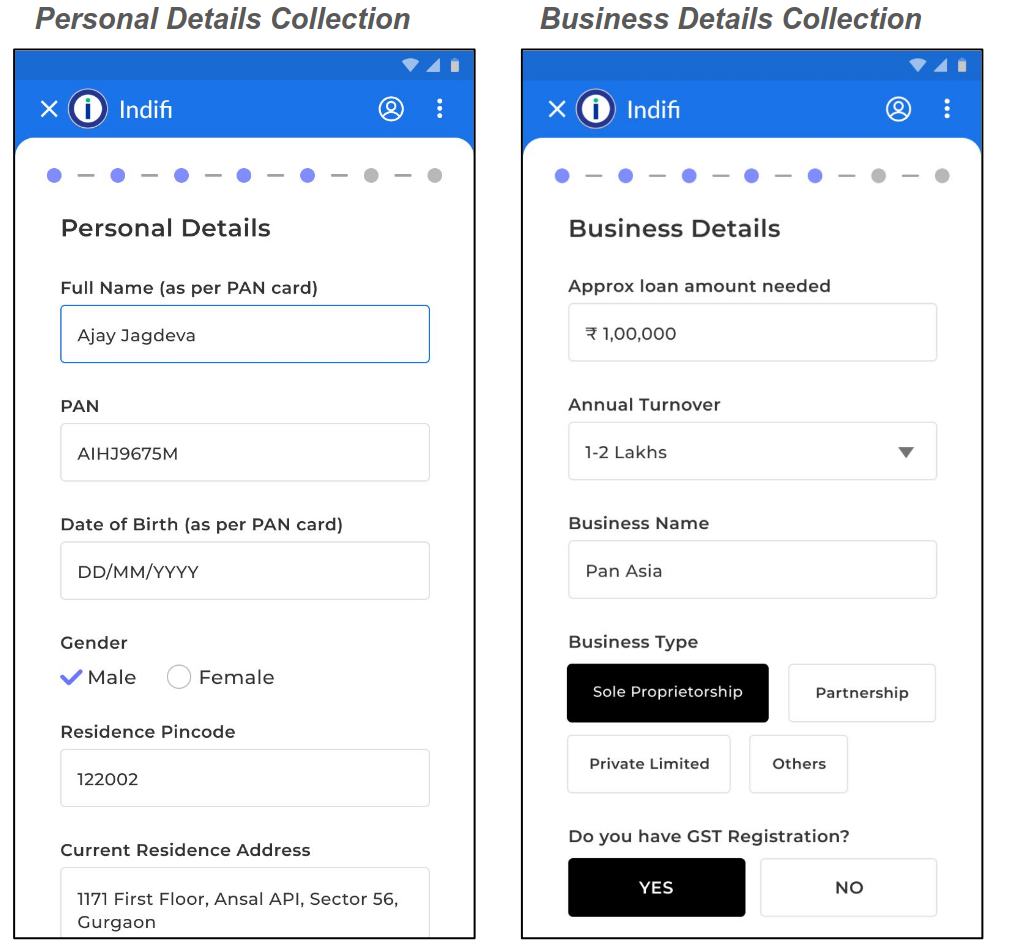 Personal Details Collection
Indifi
Personal Details
Full Name (as per PAN card)
Ajay Jagdeva
PAN
AIHJ9675M
Date of Birth (as per PAN card)
DD/MM/YYYY
Gender
Male Female
Residence Pincode
122002
Current Residence Address
1171 First Floor, Ansal API, Sector 56,
Gurgaon
Business Details Collection
Indifi
Business Details
Approx loan amount needed
₹ 1,00,000
Annual Turnover
1-2 Lakhs
Business Name
Pan Asia
Business Type
Sole Proprietorship Partnership
Private Limited Others
Do you have GST Registration?
YES NO